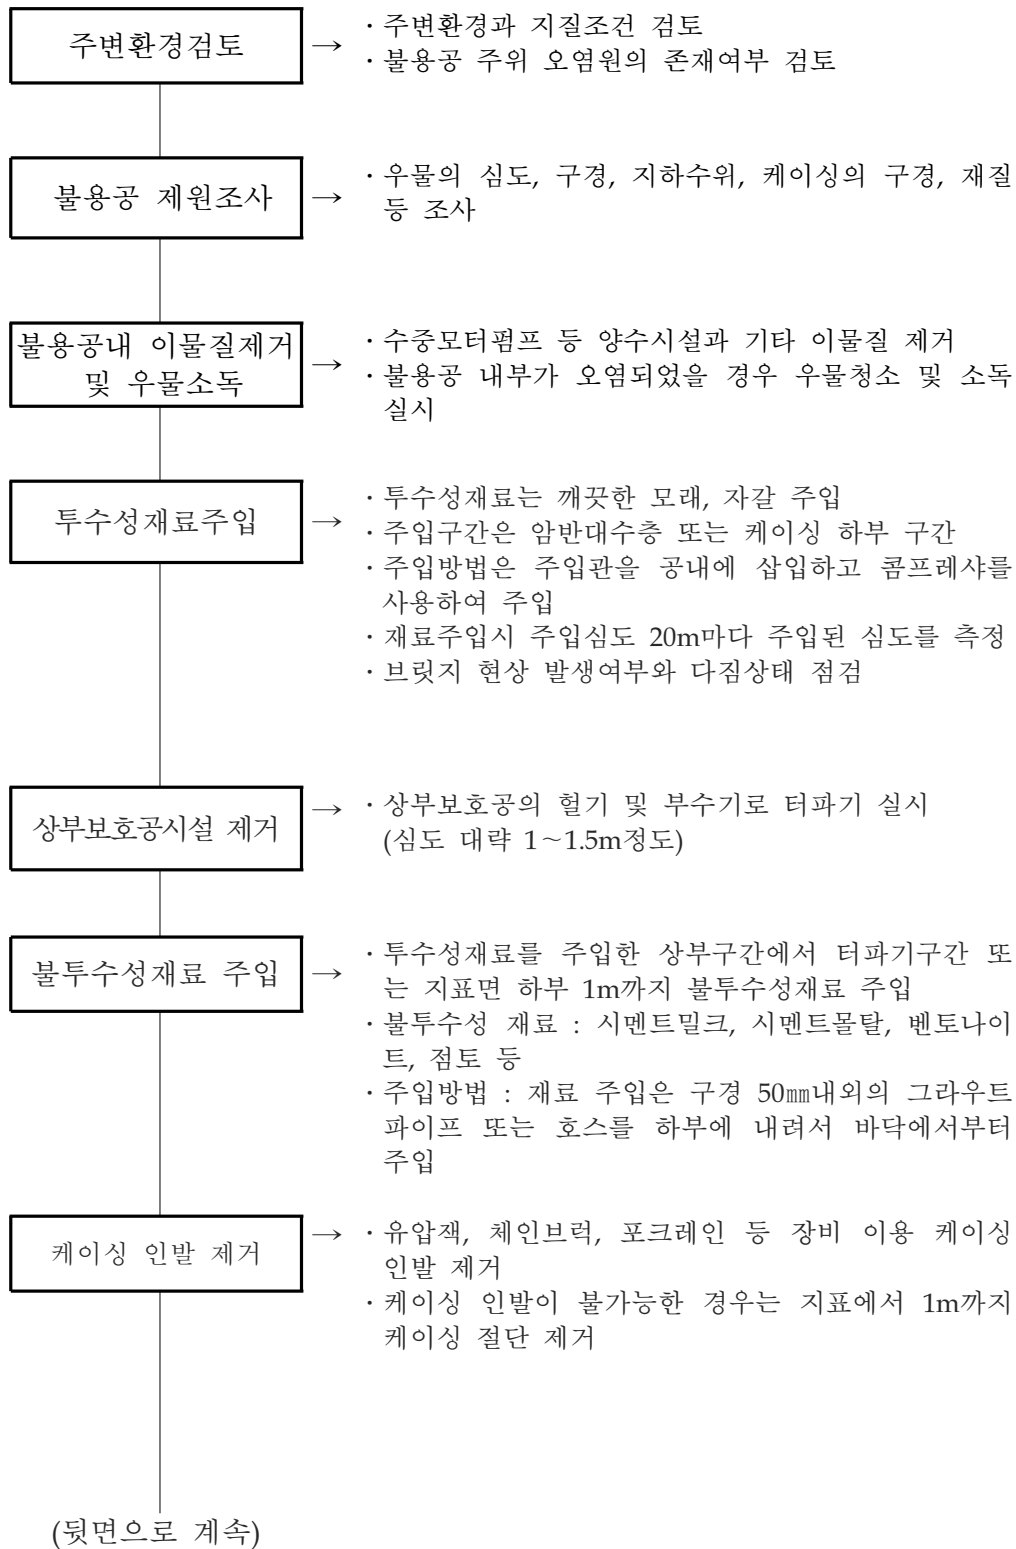 주변환경검토
→
· 주변환경과 지질조건 검토
· 불용공 주위 오염원의 존재여부 검토
불용공 제원조사
→
· 우물의 심도, 구경, 지하수위, 케이싱의 구경, 재질
등 조사
불용공내 이물질제거
및 우물소독
→
· 수중모터펌프 등 양수시설과 기타 이물질 제거
· 불용공 내부가 오염되었을 경우 우물청소 및 소독
실시
투수성재료주입
→
· 투수성재료는 깨끗한 모래, 자갈 주입
· 주입구간은 암반대수층 또는 케이싱 하부 구간
· 주입방법은 주입관을 공내에 삽입하고 콤프레샤를
사용하여 주입
· 재료주입시 주입심도 20m마다 주입된 심도를 측정
· 브릿지 현상 발생여부와 다짐상태 점검
상부보호공시설 제거
→
· 상부보호공의 헐기 및 부수기로 터파기 실시
(심도 대략 1∼1.5m정도)
불투수성재료 주입
→
· 투수성재료를 주입한 상부구간에서 터파기구간 또
는 지표면 하부 1m까지 불투수성재료 주입
· 불투수성 재료 : 시멘트밀크, 시멘트몰탈, 벤토나이
트, 점토 등
· 주입방법 : 재료 주입은 구경 50㎜내외의 그라우트
파이프 또는 호스를 하부에 내려서 바닥에서부터
주입
케이싱 인발 제거
→
· 유압잭, 체인브럭, 포크레인 등 장비 이용 케이싱
인발 제거
· 케이싱 인발이 불가능한 경우는 지표에서 1m까지
케이싱 절단 제거
(뒷면으로 계속)